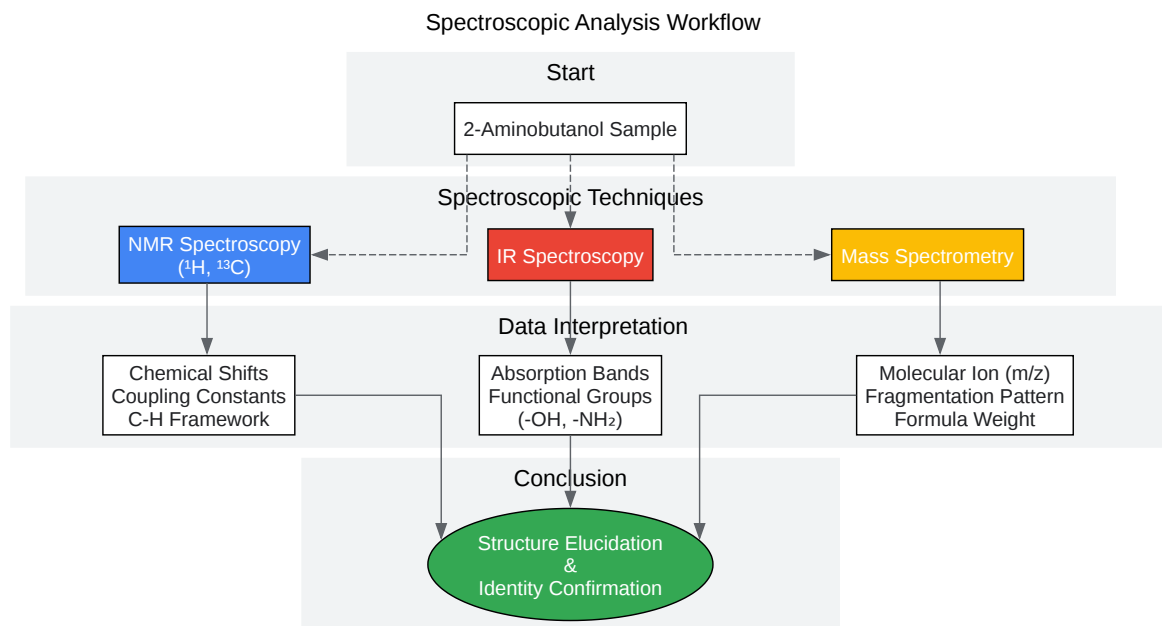 Spectroscopic Analysis Workflow
Start
2-Aminobutanol Sample
Spectroscopic Techniques
NMR Spectroscopy
(¹H, ¹³C)
IR Spectroscopy
Mass Spectrometry
Data Interpretation
Chemical Shifts
Coupling Constants
C-H Framework
Absorption Bands
Functional Groups
(-OH, -NH₂)
Molecular Ion (m/z)
Fragmentation Pattern
Formula Weight
Conclusion
Structure Elucidation
&
Identity Confirmation